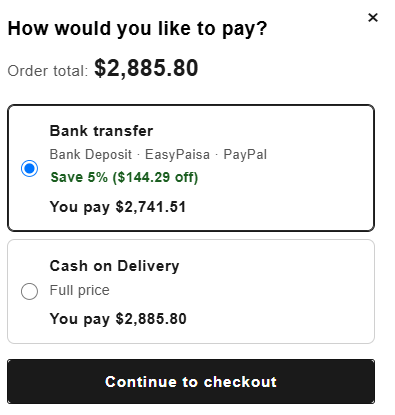 How would you like to pay?
×
Order total: $2,885.80
Bank transfer
Bank Deposit · EasyPaisa · PayPal
Save 5% ($144.29 off)
You pay $2,741.51
Cash on Delivery
Full price
You pay $2,885.80
Continue to checkout